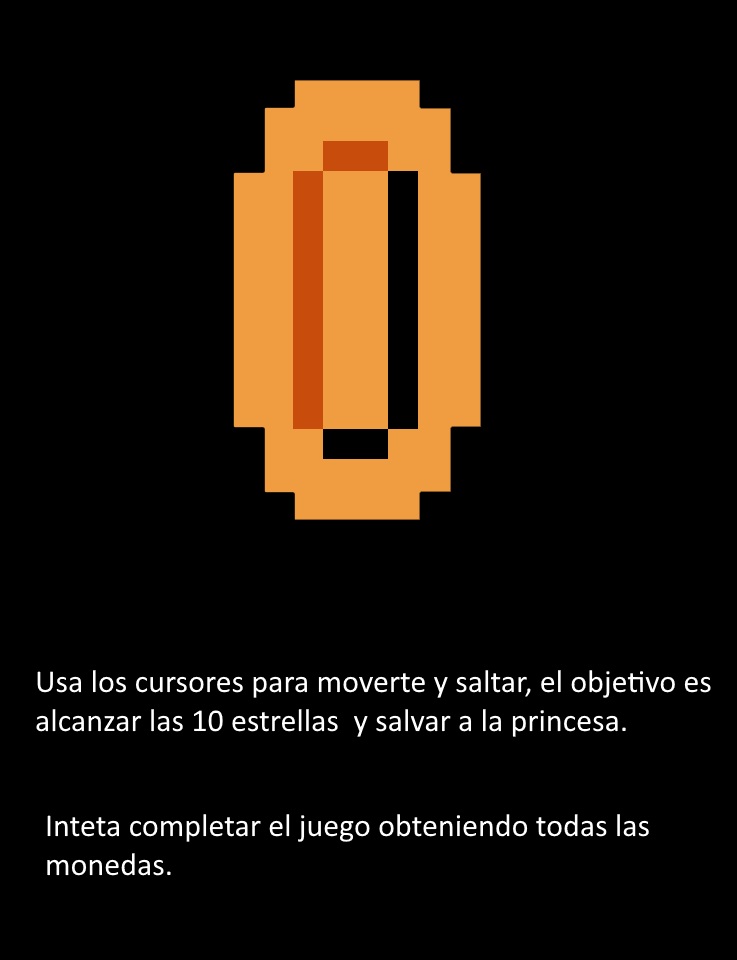 Usa los cursores para moverte y saltar, el objetivo es
alcanzar las 10 estrellas  y salvar a la princesa.
Inteta completar el juego obteniendo todas las
monedas.